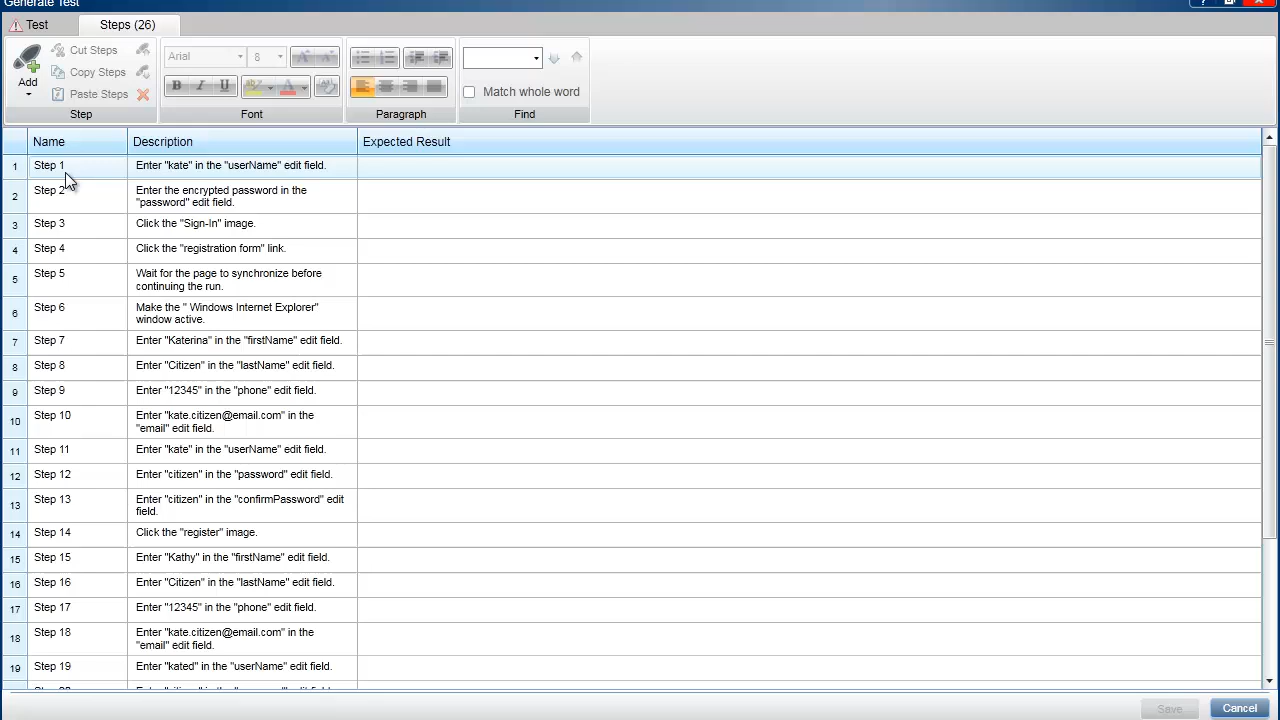 Generate Test
Test
Steps (26)
Cut Steps
Copy Steps
Paste Steps
Add
Step
Arial
8
B I U
Font
Paragraph
Match whole word
Find
Name Description Expected Result
1 Step 1 Enter "kate" in the "userName" edit field.
2 Step 2 Enter the encrypted password in the
"password" edit field.
3 Step 3 Click the "Sign-In" image.
4 Step 4 Click the "registration form" link.
5 Step 5 Wait for the page to synchronize before
continuing the run.
6 Step 6 Make the " Windows Internet Explorer"
window active.
7 Step 7 Enter "Katerina" in the "firstName" edit field.
8 Step 8 Enter "Citizen" in the "lastName" edit field.
9 Step 9 Enter "12345" in the "phone" edit field.
10 Step 10 Enter "kate.citizen@email.com" in the
"email" edit field.
11 Step 11 Enter "kate" in the "userName" edit field.
12 Step 12 Enter "citizen" in the "password" edit field.
13 Step 13 Enter "citizen" in the "confirmPassword" edit
field.
14 Step 14 Click the "register" image.
15 Step 15 Enter "Kathy" in the "firstName" edit field.
16 Step 16 Enter "Citizen" in the "lastName" edit field.
17 Step 17 Enter "12345" in the "phone" edit field.
18 Step 18 Enter "kate.citizen@email.com" in the
"email" edit field.
19 Step 19 Enter "kated" in the "userName" edit field.
Save
Cancel